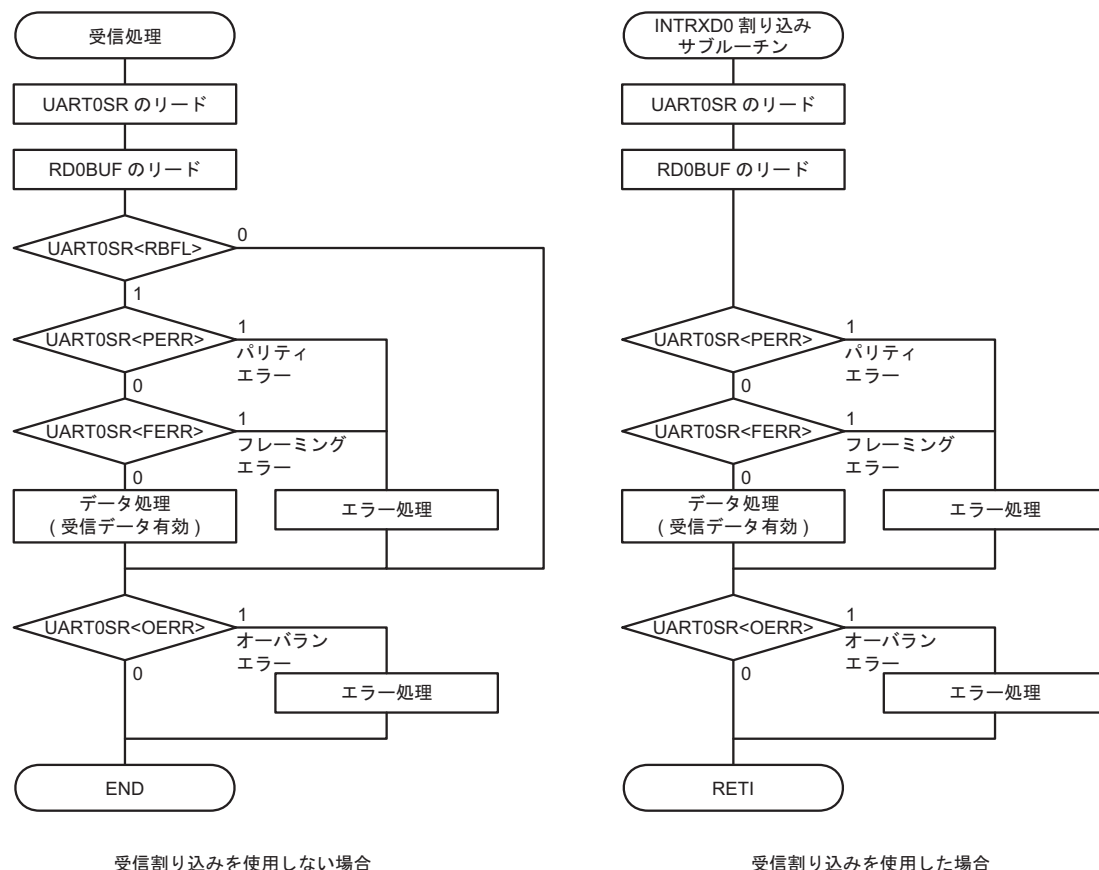 受信処理
UART0SR のリード
RD0BUF のリード
UART0SR<RBFL>
0
1
UART0SR<PERR>
1
パリティ
エラー
0
UART0SR<FERR>
1
フレーミング
エラー
0
データ処理
( 受信データ有効 )
エラー処理
UART0SR<OERR>
1
オーバラン
エラー
0
エラー処理
END
受信割り込みを使用しない場合
INTRXD0 割り込み
サブルーチン
UART0SR のリード
RD0BUF のリード
UART0SR<PERR>
1
パリティ
エラー
0
UART0SR<FERR>
1
フレーミング
エラー
0
データ処理
( 受信データ有効 )
エラー処理
UART0SR<OERR>
1
オーバラン
エラー
0
エラー処理
RETI
受信割り込みを使用した場合